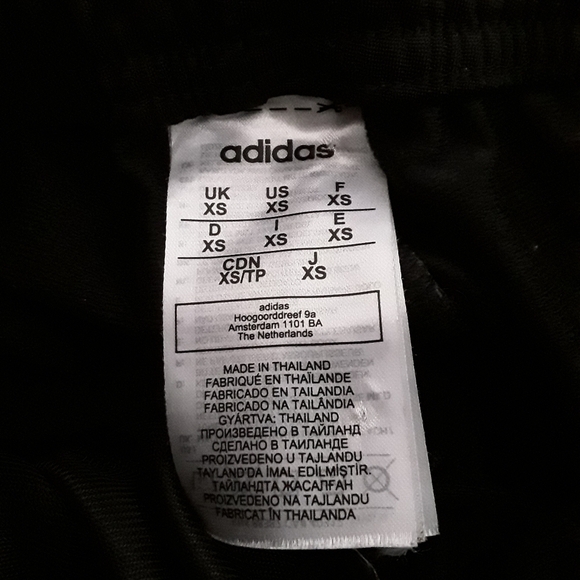 adidas
UK US F
XS XS XS
D I E
XS XS XS
CDN J
XS/TP XS
adidas
Hoogoorddreef 9a
Amsterdam 1101 BA
The Netherlands
MADE IN THAILAND
FABRIQUÉ EN THAÏLANDE
FABRICADO EN TAILANDIA
FABRICADO NA TAILÂNDIA
GYÁRTVA: THAILAND
ПРОИЗВЕДЕНО В ТАЙЛАНД
СДЕЛАНО В ТАИЛАНДЕ
PROIZVEDENO U TAJLANDU
TAYLAND'DA İMAL EDİLMİŞTİR.
ТАЙЛАНДТА ЖАСАЛҒАН
PROIZVEDENO NA TAJLANDU
FABRICAT ÎN THAILANDA